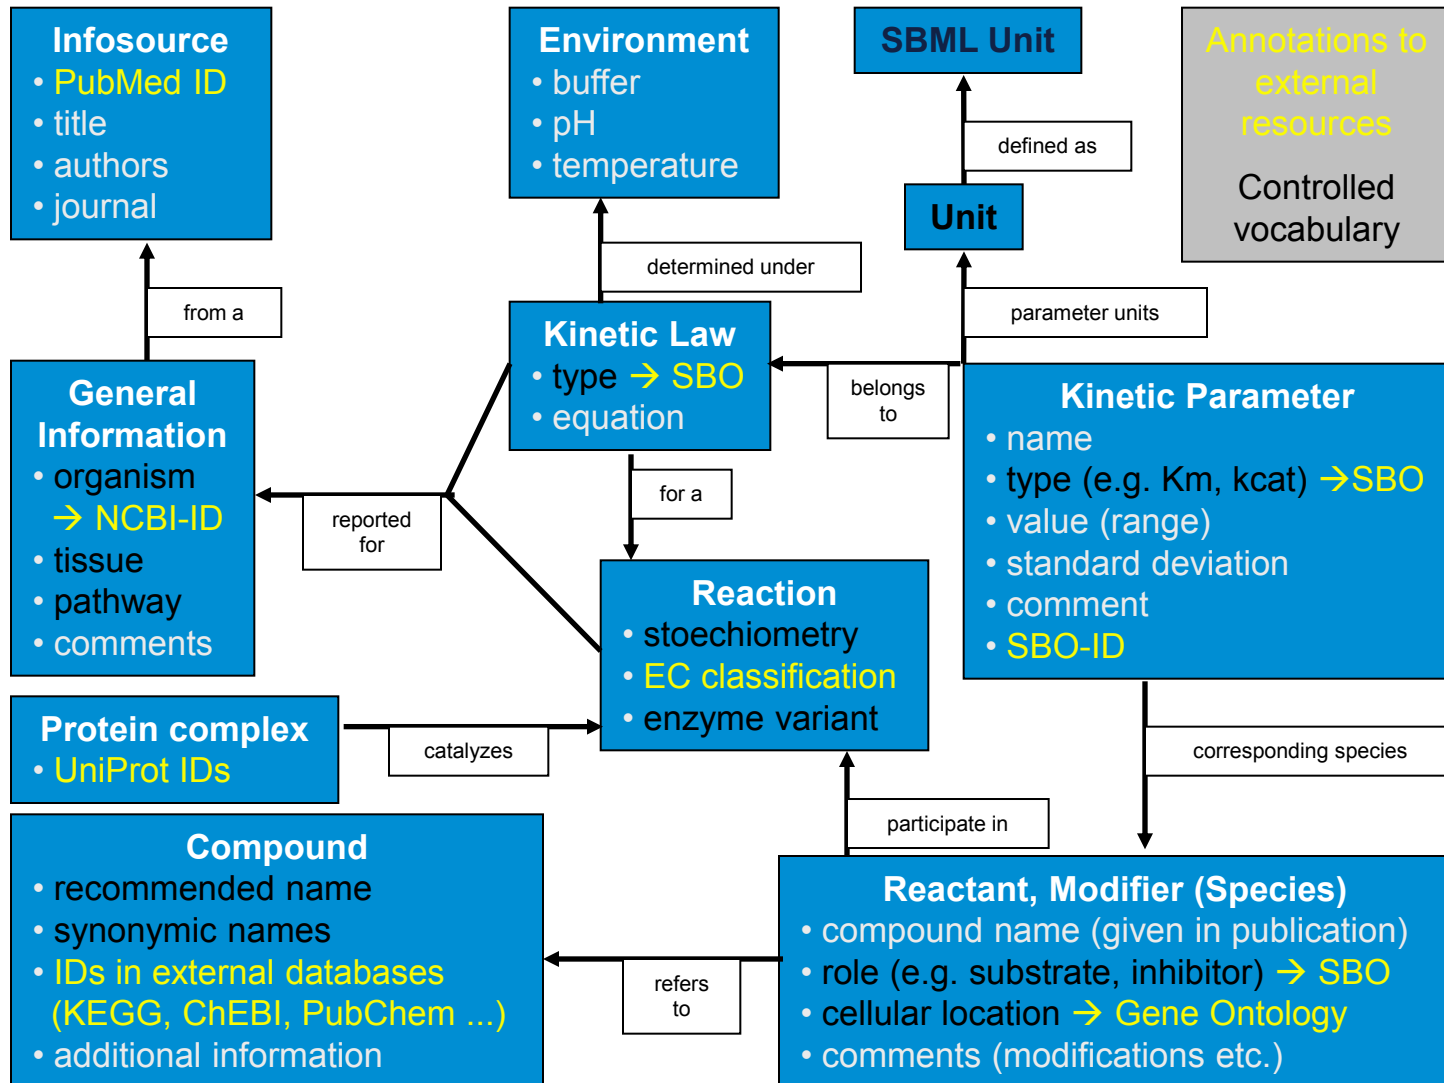 Infosource
• PubMed ID
• title
• authors
• journal
Environment
• buffer
• pH
• temperature
SBML Unit
Annotations to
external
resources
Controlled
vocabulary
defined as
Unit
from a
determined under
parameter units
General
Information
• organism
→ NCBI-ID
• tissue
• pathway
• comments
Kinetic Law
• type → SBO
• equation
belongs
to
Kinetic Parameter
• name
• type (e.g. Km, kcat) →SBO
• value (range)
• standard deviation
• comment
• SBO-ID
reported
for
for a
Reaction
• stoechiometry
• EC classification
• enzyme variant
Protein complex
• UniProt IDs
catalyzes
corresponding species
participate in
Compound
• recommended name
• synonymic names
• IDs in external databases
(KEGG, ChEBI, PubChem ...)
• additional information
refers
to
Reactant, Modifier (Species)
• compound name (given in publication)
• role (e.g. substrate, inhibitor) → SBO
• cellular location → Gene Ontology
• comments (modifications etc.)